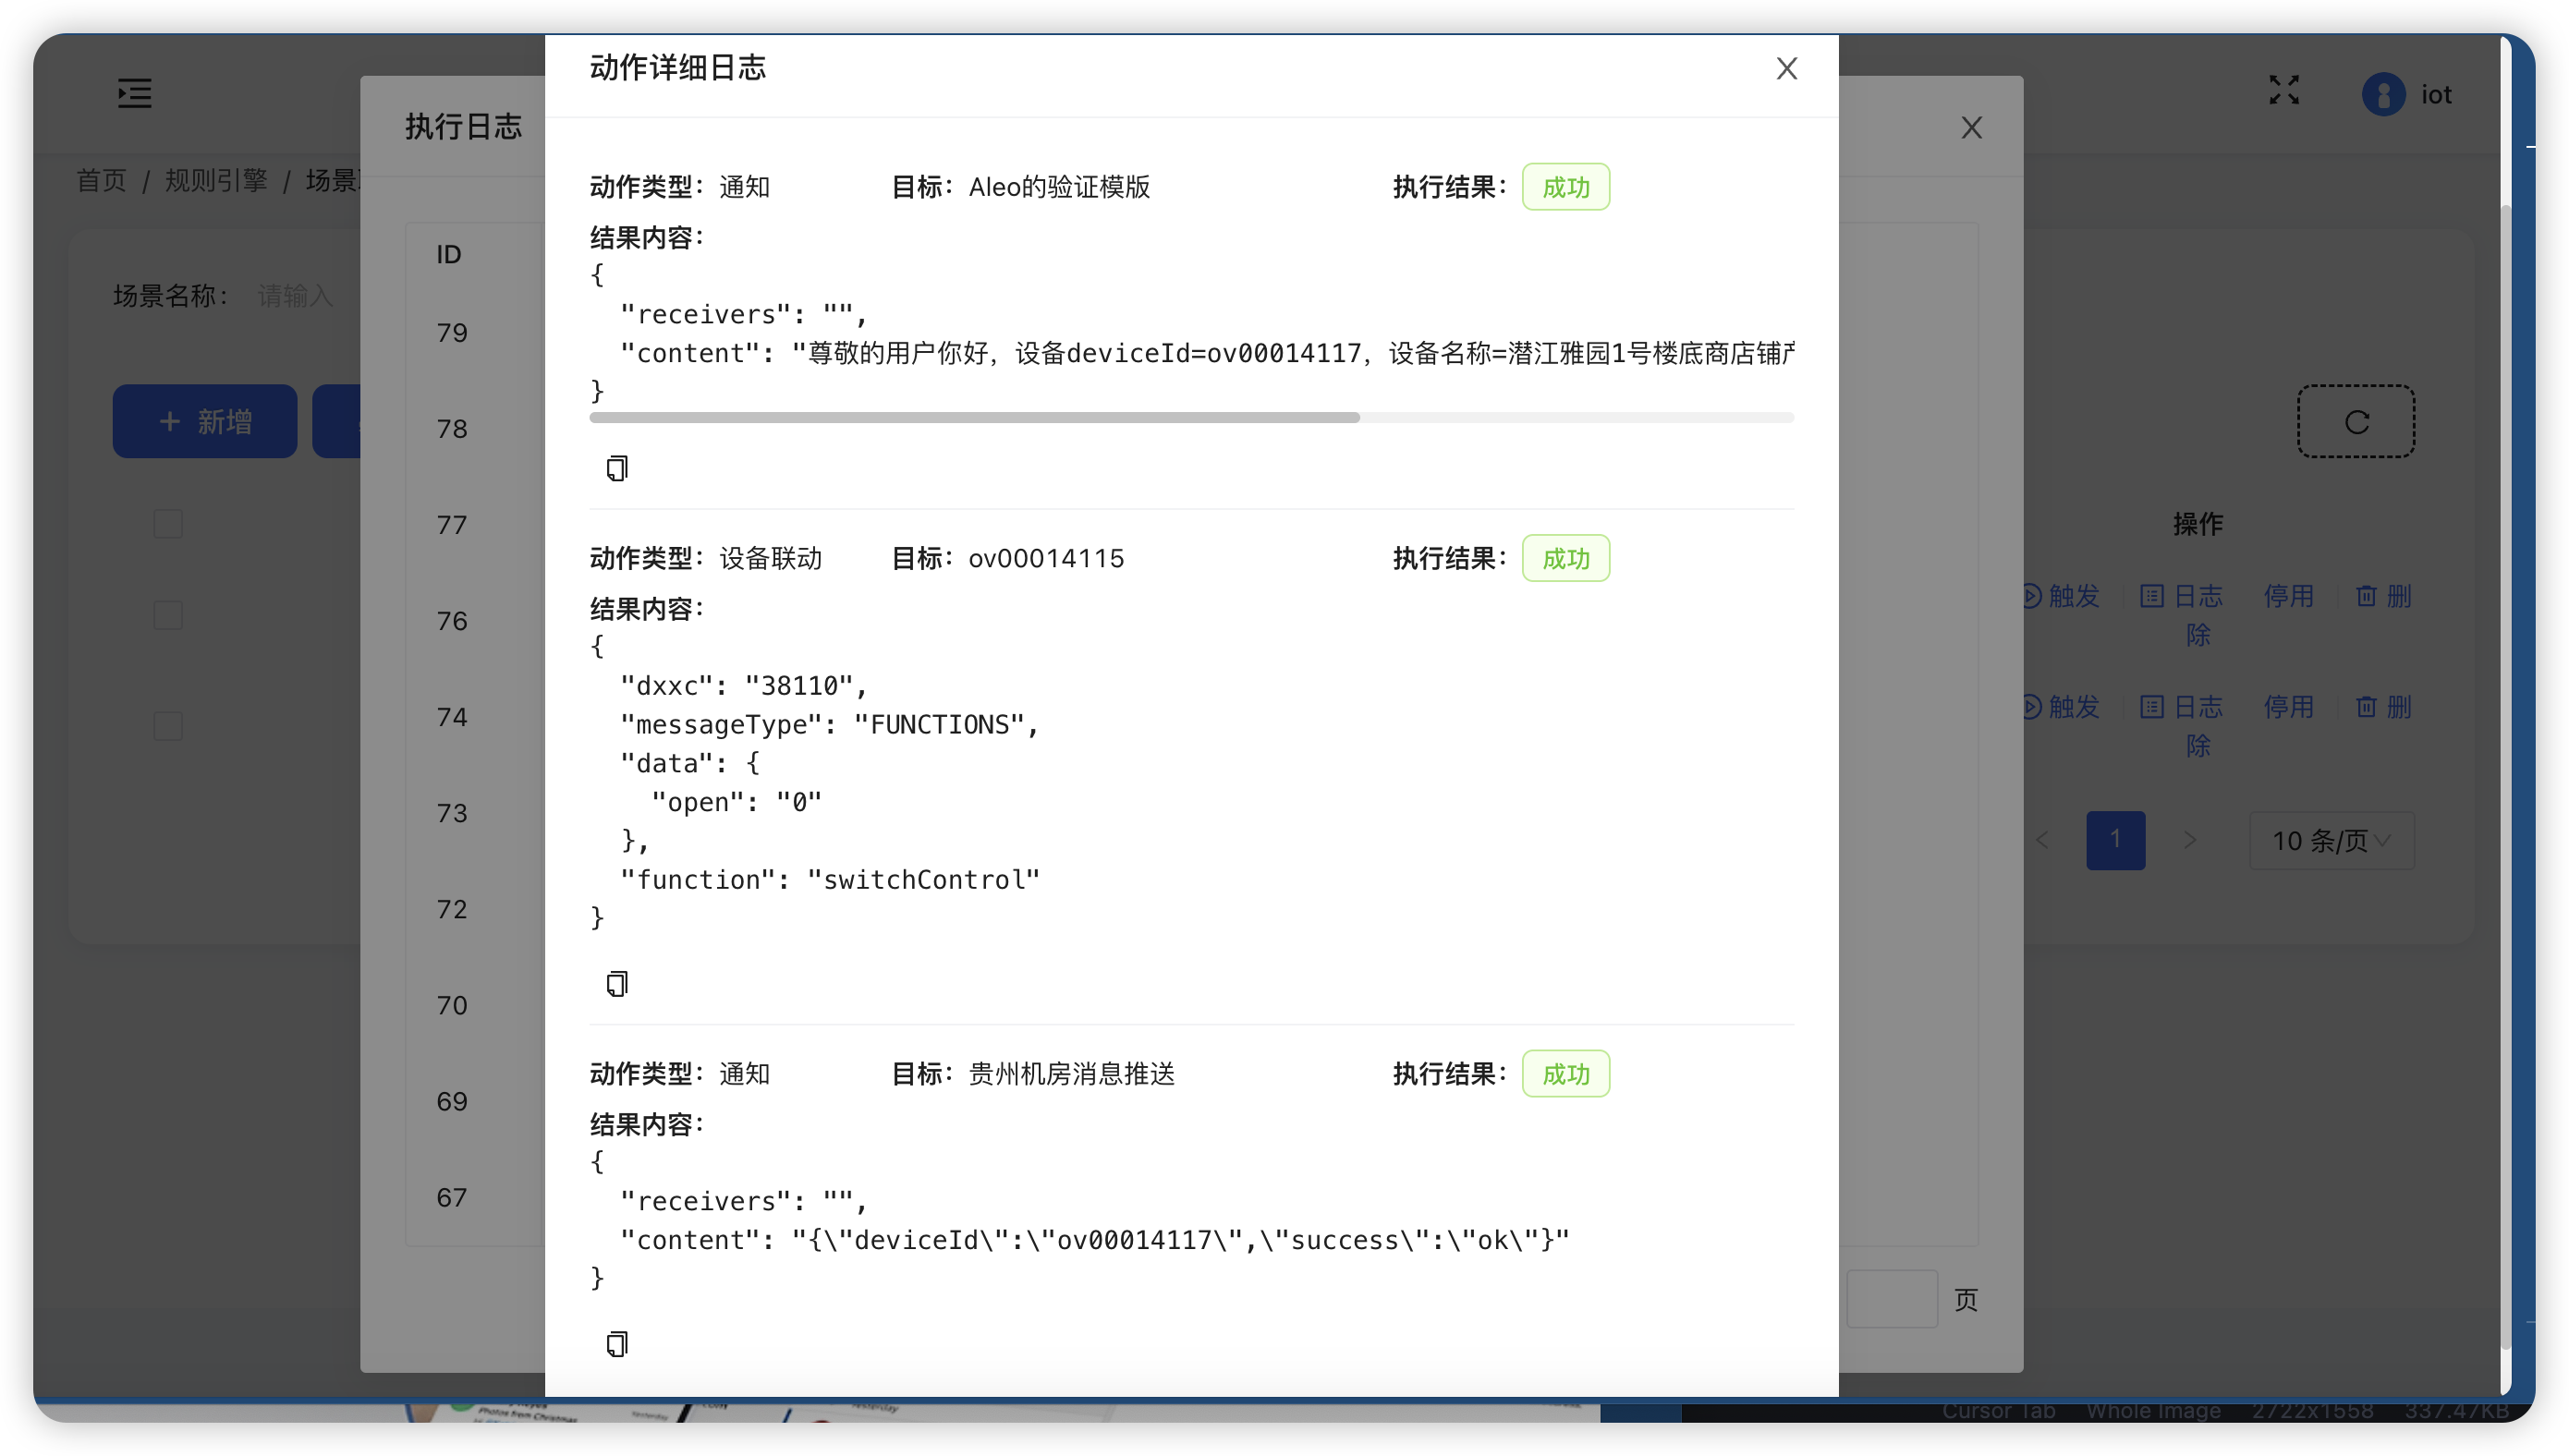 动作详细日志
iot
执行日志
首页 / 规则引擎 / 场景
动作类型： 通知 目标： Aleo的验证模版 执行结果： 成功
结果内容：
{
"receivers": "",
"content": "尊敬的用户你好，设备deviceId=ov00014117，设备名称=潜江雅园1号楼底商店铺产
}
ID
场景名称： 请输入
79
78
77
76
74
73
72
70
69
67
+ 新增
动作类型： 设备联动 目标： ov00014115 执行结果： 成功
结果内容：
{
"dxxc": "38110",
"messageType": "FUNCTIONS",
"data": {
"open": "0"
},
"function": "switchControl"
}
操作
触发 日志 停用 删
除
触发 日志 停用 删
除
1
10 条/页
动作类型： 通知 目标： 贵州机房消息推送 执行结果： 成功
结果内容：
{
"receivers": "",
"content": "{\"deviceId\":\"ov00014117\",\"success\":\"ok\"}"
}
页
Photos from Christmas
Yesterday
Yesterday
Cursor Tab Whole Image 2722x1558 337.47KB